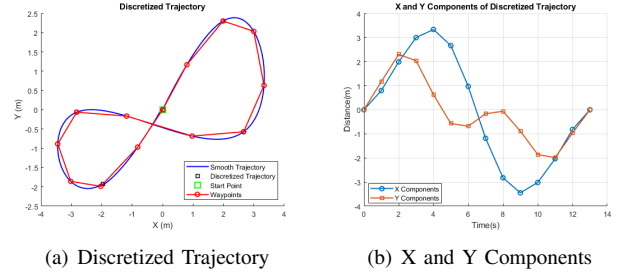 Discretized Trajectory
2.5
2
1.5
1
0.5
0
-0.5
-1
-1.5
-2
-2.5
Y (m)
-4 -3 -2 -1 0 1 2 3 4
X (m)
Smooth Trajectory
Discretized Trajectory
Start Point
Waypoints
(a) Discretized Trajectory
X and Y Components of Discretized Trajectory
4
3
2
1
0
-1
-2
-3
-4
Distance(m)
0 2 4 6 8 10 12 14
Time(s)
X Components
Y Components
(b) X and Y Components